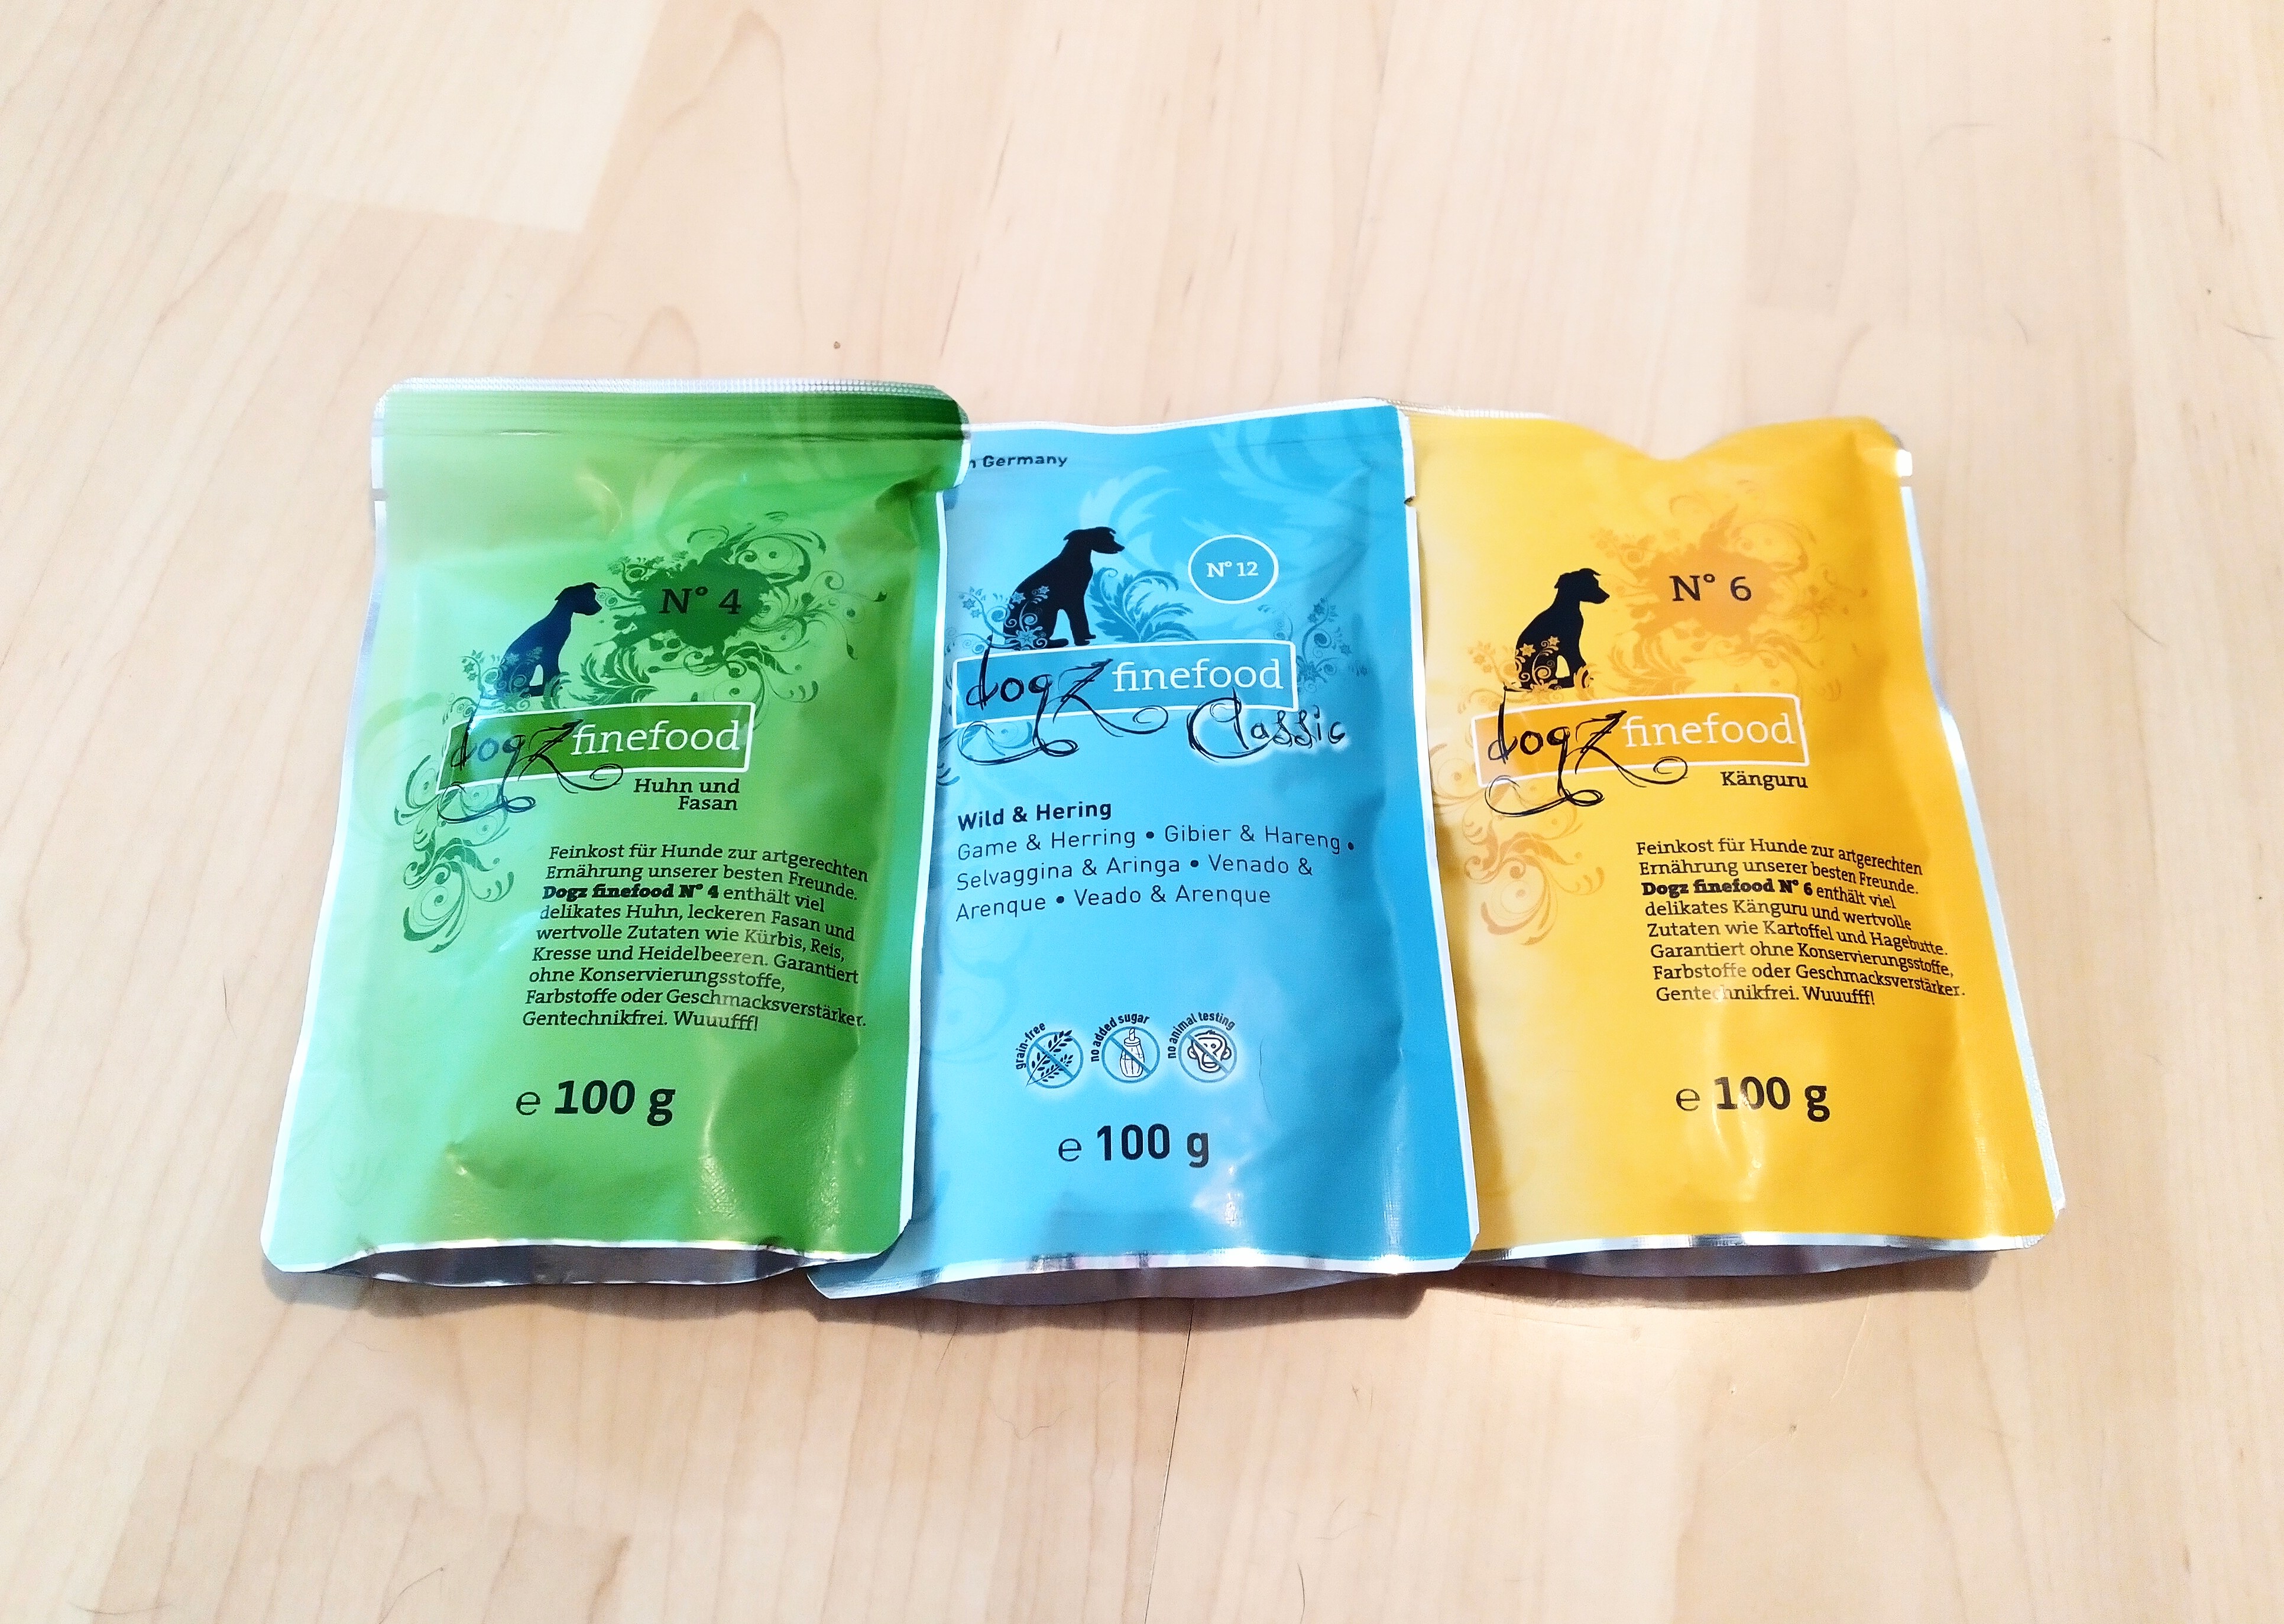 N° 4
dogz finefood
Huhn und
Fasan
Feinkost für Hunde zur artgerechten
Ernährung unserer besten Freunde.
Dogz finefood N° 4 enthält viel
delikates Huhn, leckeren Fasan und
wertvolle Zutaten wie Kürbis, Reis,
Kresse und Heidelbeeren. Garantiert
ohne Konservierungsstoffe,
Farbstoffe oder Geschmacksverstärker.
Gentechnikfrei. Wuuufff!
e 100 g
Germany
N° 12
dogz finefood
Classic
Wild & Hering
Game & Herring • Gibier & Hareng •
Selvaggina & Aringa • Venado &
Arenque • Veado & Arenque
grain-free
no added sugar
no animal testing
e 100 g
N° 6
dogz finefood
Känguru
Feinkost für Hunde zur artgerechten
Ernährung unserer besten Freunde.
Dogz finefood N° 6 enthält viel
delikates Känguru und wertvolle
Zutaten wie Kartoffel und Hagebutte.
Garantiert ohne Konservierungsstoffe,
Farbstoffe oder Geschmacksverstärker.
Gentechnikfrei. Wuuufff!
e 100 g